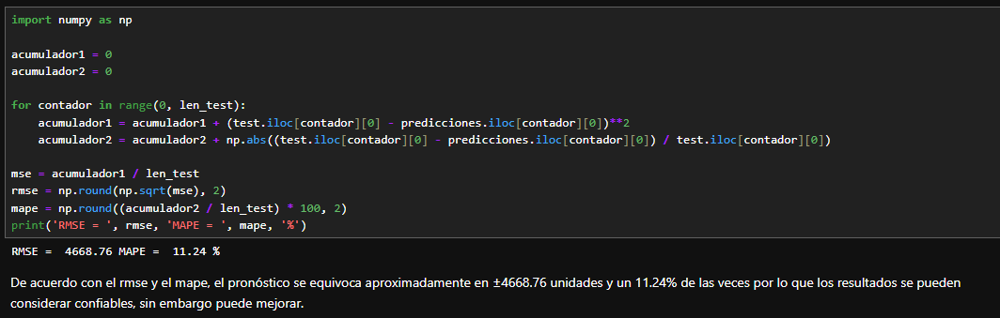 import numpy as np
acumulador1 = 0
acumulador2 = 0
for contador in range(0, len_test):
    acumulador1 = acumulador1 + (test.iloc[contador][0] - predicciones.iloc[contador][0])**2
    acumulador2 = acumulador2 + np.abs((test.iloc[contador][0] - predicciones.iloc[contador][0]) / test.iloc[contador][0])
mse = acumulador1 / len_test
rmse = np.round(np.sqrt(mse), 2)
mape = np.round((acumulador2 / len_test) * 100, 2)
print('RMSE = ', rmse, 'MAPE = ', mape, '%')
RMSE =  4668.76 MAPE =  11.24 %
De acuerdo con el rmse y el mape, el pronóstico se equivoca aproximadamente en ±4668.76 unidades y un 11.24% de las veces por lo que los resultados se pueden
considerar confiables, sin embargo puede mejorar.